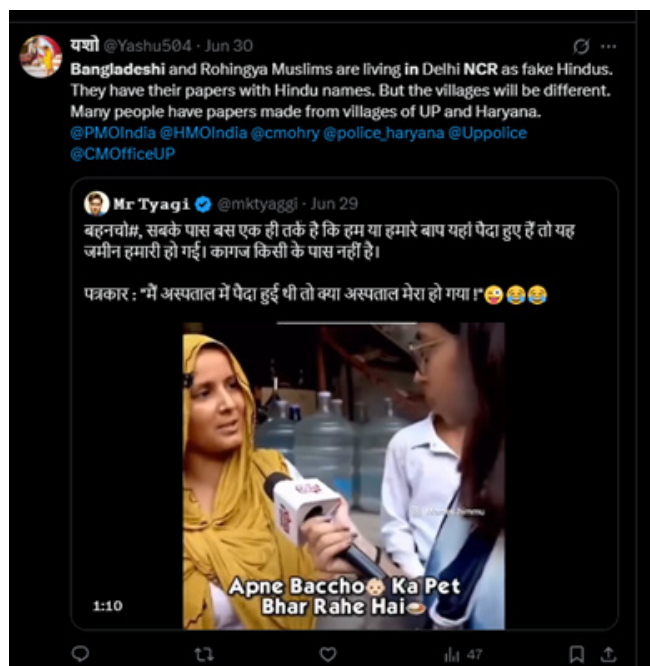 यशो @Yashu504 · Jun 30
Bangladeshi and Rohingya Muslims are living in Delhi NCR as fake Hindus.
They have their papers with Hindu names. But the villages will be different.
Many people have papers made from villages of UP and Haryana.
@PMOIndia @HMOIndia @cmohry @police_haryana @Uppolice
@CMOfficeUP
Mr Tyagi @mktyaggi · Jun 29
बहनचो#, सबके पास बस एक ही तर्क है कि हम या हमारे बाप यहां पैदा हुए हैं तो यह
जमीन हमारी हो गई। कागज किसी के पास नहीं है।
पत्रकार : "मैं अस्पताल में पैदा हुई थी तो क्या अस्पताल मेरा हो गया !"😜😂😂
Apne Baccho👶🏻 Ka Pet
Bhar Rahe Hai🍛
1:10
47